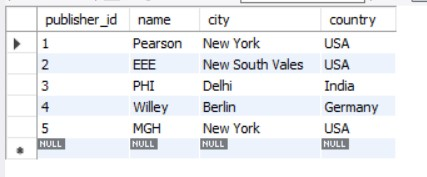 publisher_id name city country
1 Pearson New York USA
2 EEE New South Vales USA
3 PHI Delhi India
4 Willey Berlin Germany
5 MGH New York USA
NULL NULL NULL NULL